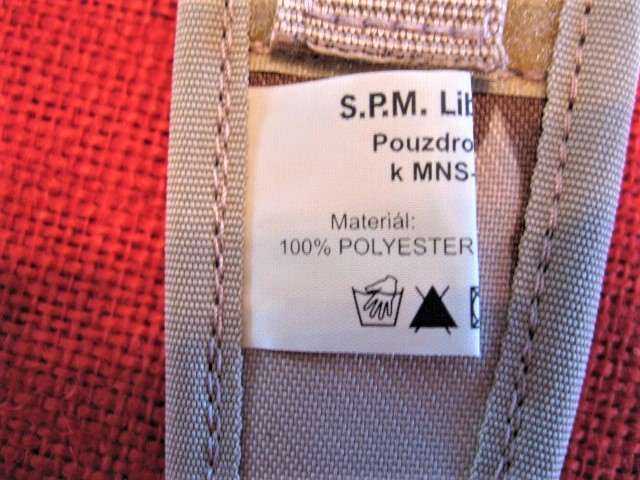 S.P.M. Lib
Pouzdro
k MNS-
Materiál:
100% POLYESTER